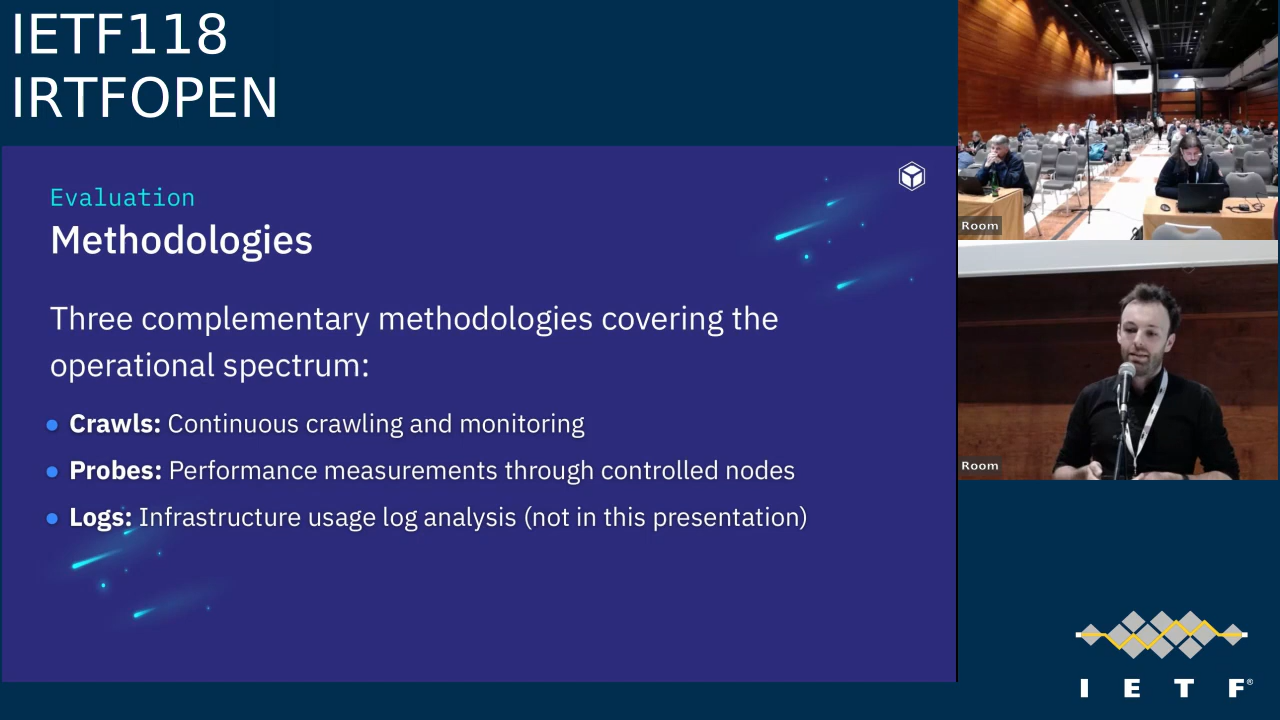 IETF118
IRTFOPEN
Evaluation
Methodologies
Three complementary methodologies covering the
operational spectrum:
Crawls: Continuous crawling and monitoring
Probes: Performance measurements through controlled nodes
Logs: Infrastructure usage log analysis (not in this presentation)
Room
Room
I E T F®